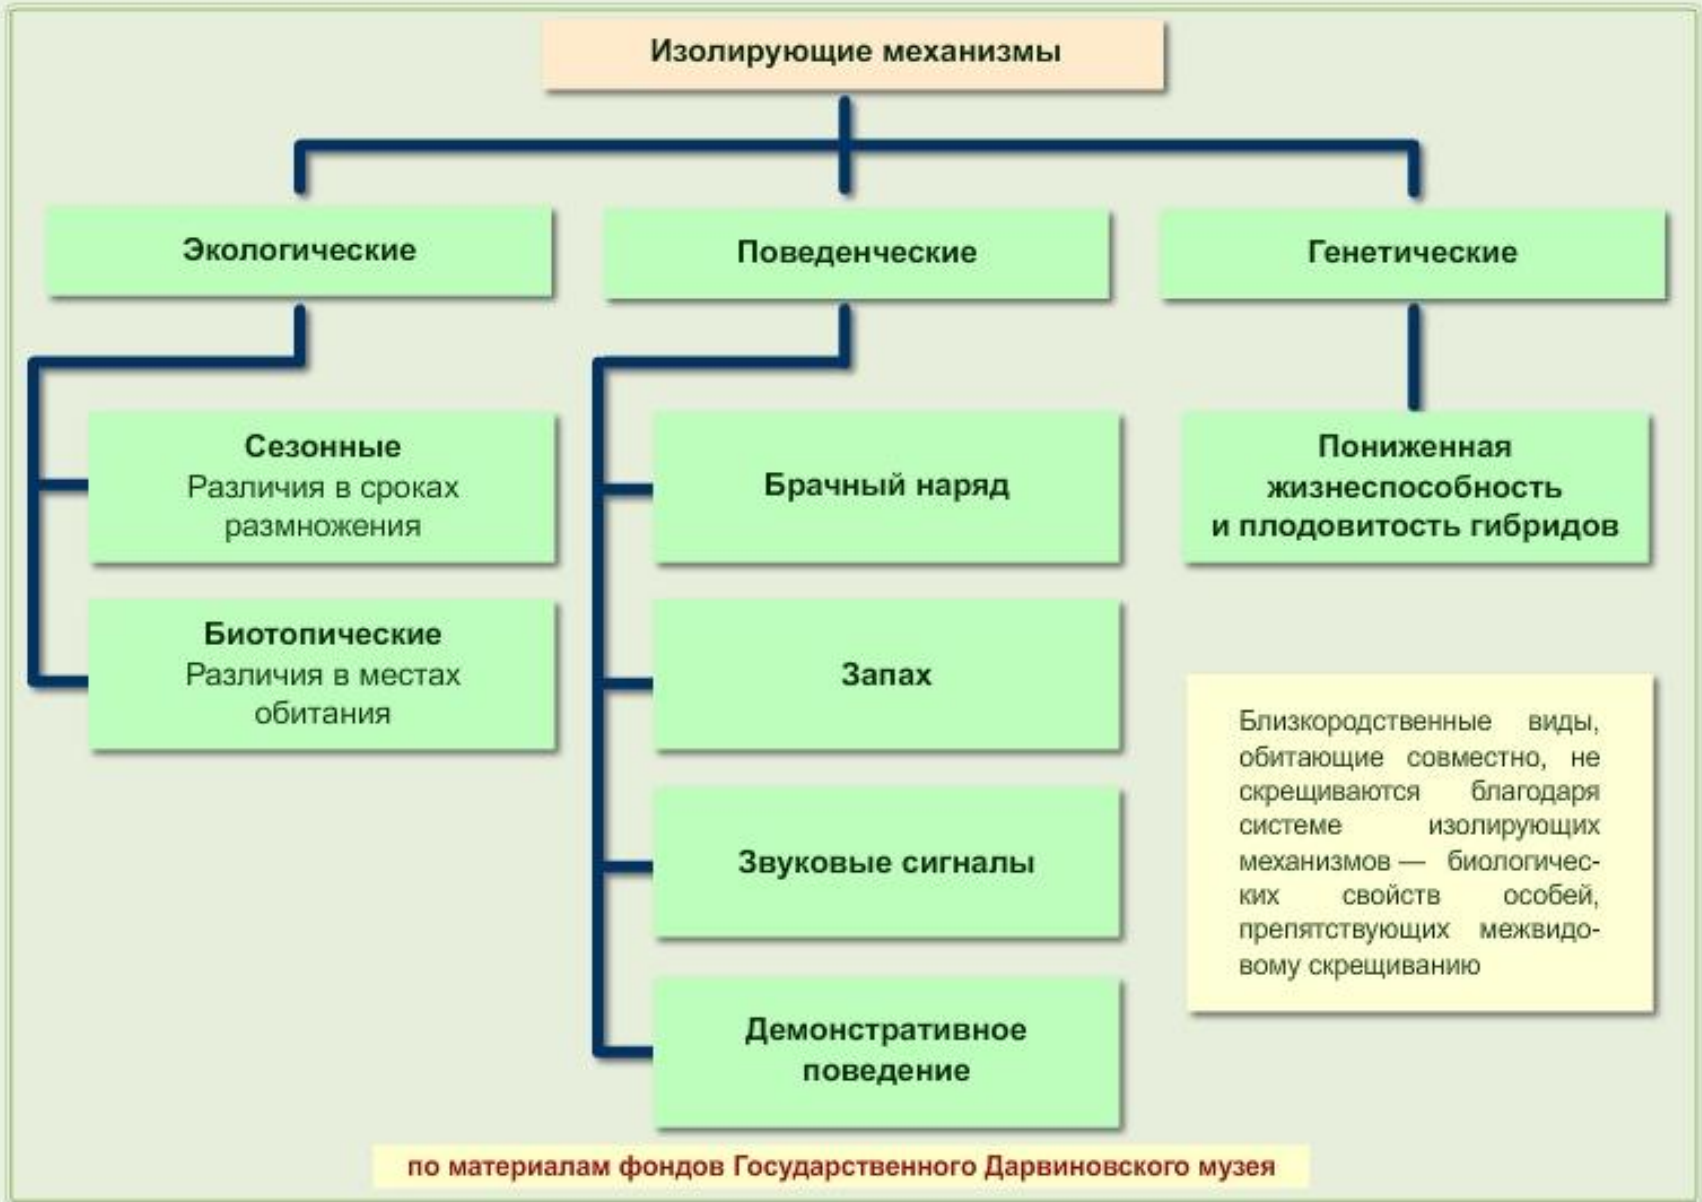 Изолирующие механизмы
Экологические
Поведенческие
Генетические
Сезонные
Различия в сроках
размножения
Биотопические
Различия в местах
обитания
Брачный наряд
Запах
Звуковые сигналы
Демонстративное
поведение
Пониженная
жизнеспособность
и плодовитость гибридов
Близкородственные виды,
обитающие совместно, не
скрещиваются благодаря
системе изолирующих
механизмов — биологичес-
ких свойств особей,
препятствующих межвидо-
вому скрещиванию
по материалам фондов Государственного Дарвиновского музея